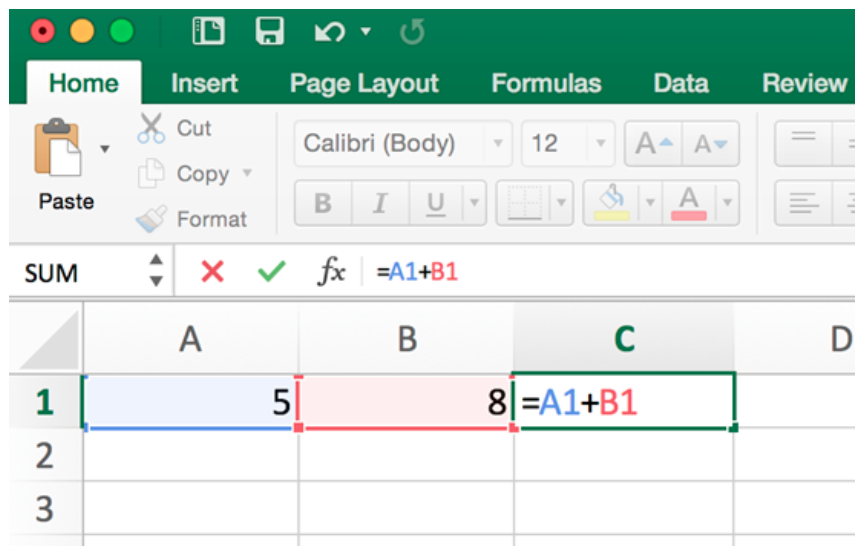 Home Insert Page Layout Formulas Data Review
Paste
Cut
Copy
Format
Calibri (Body) 12 A A
B I U A
SUM fx =A1+B1
A B C D
1 5 8 =A1+B1
2
3